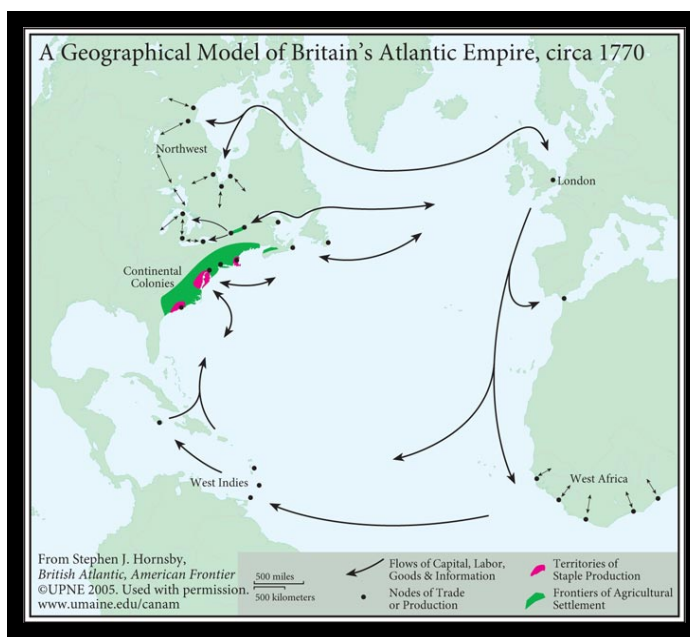 A Geographical Model of Britain's Atlantic Empire, circa 1770
Northwest
London
Continental
Colonies
West Indies
West Africa
From Stephen J. Hornsby,
British Atlantic, American Frontier
©UPNE 2005. Used with permission.
www.umaine.edu/canam
500 miles
500 kilometers
Flows of Capital, Labor,
Goods & Information
Nodes of Trade
or Production
Territories of
Staple Production
Frontiers of Agricultural
Settlement